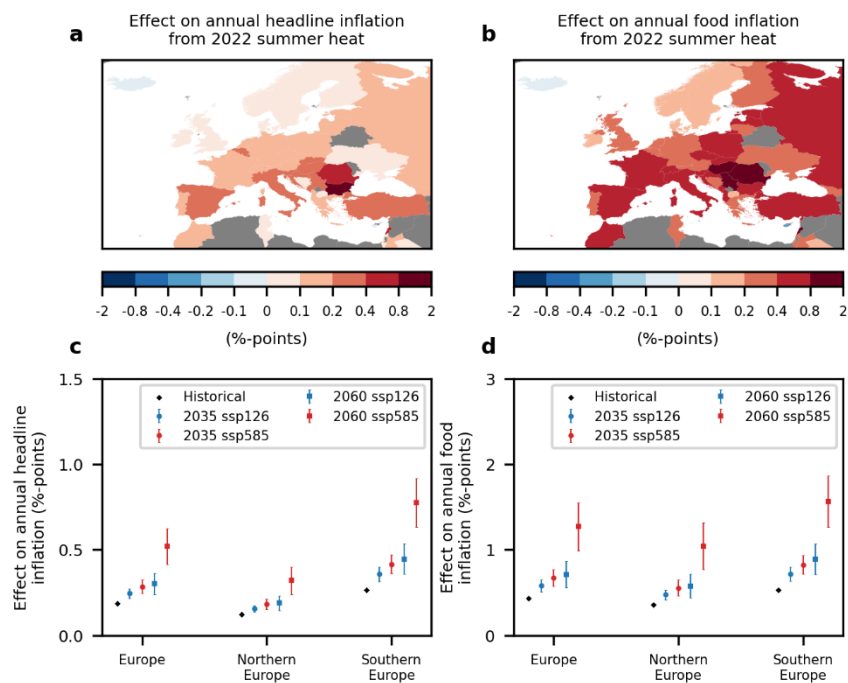 a
Effect on annual headline inflation
from 2022 summer heat
b
Effect on annual food inflation
from 2022 summer heat
-2 -0.8 -0.4 -0.2 -0.1 0 0.1 0.2 0.4 0.8 2
(%-points)
-2 -0.8 -0.4 -0.2 -0.1 0 0.1 0.2 0.4 0.8 2
(%-points)
c
Effect on annual headline
inflation (%-points)
1.5
1.0
0.5
0.0
Historical
2035 ssp126
2035 ssp585
2060 ssp126
2060 ssp585
Europe
Northern
Europe
Southern
Europe
d
Effect on annual food
inflation (%-points)
3
2
1
0
Historical
2035 ssp126
2035 ssp585
2060 ssp126
2060 ssp585
Europe
Northern
Europe
Southern
Europe